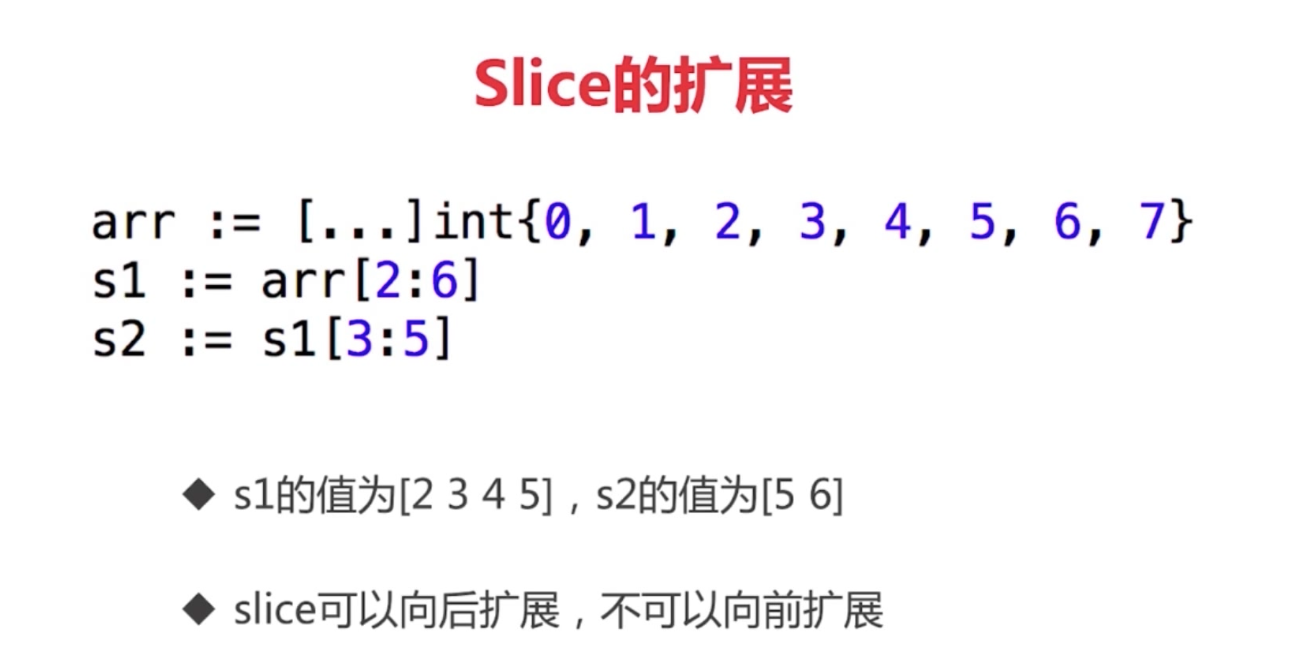 Slice的扩展
arr := [...]int{0, 1, 2, 3, 4, 5, 6, 7}
s1 := arr[2:6]
s2 := s1[3:5]
◆ s1的值为[2 3 4 5]，s2的值为[5 6]
◆ slice可以向后扩展，不可以向前扩展